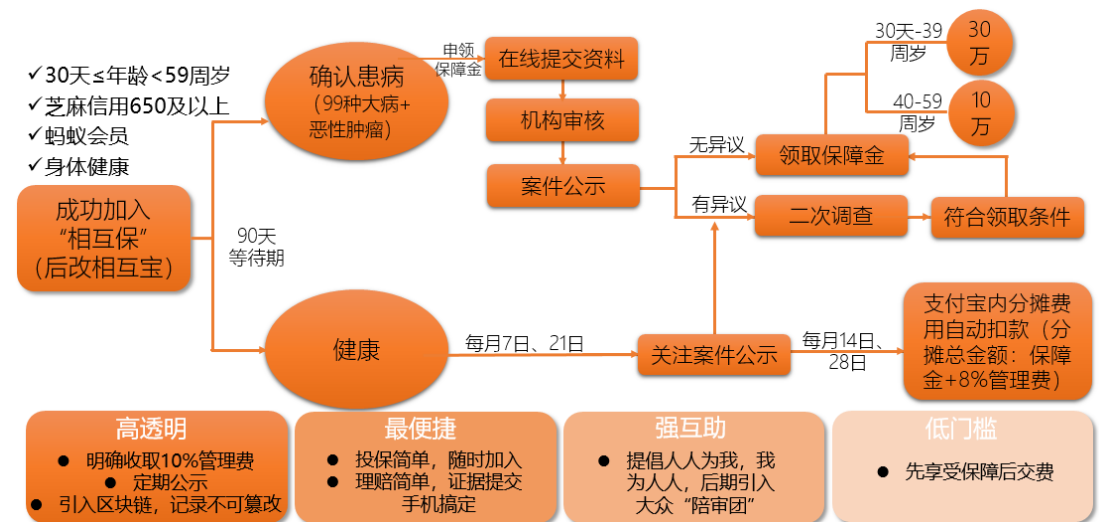 ✓30天≤年龄<59周岁
✓芝麻信用650及以上
✓蚂蚁会员
✓身体健康
成功加入
“相互保”
（后改相互宝）
90天
等待期
确认患病
（99种大病+
恶性肿瘤）
申领
保障金
在线提交资料
机构审核
案件公示
无异议
有异议
领取保障金
二次调查
符合领取条件
30天-39
周岁
30
万
40-59
周岁
10
万
健康
每月7日、21日
关注案件公示
每月14日、
28日
支付宝内分摊费
用自动扣款（分
摊总金额：保障
金+8%管理费）
高透明
● 明确收取10%管理费
● 定期公示
● 引入区块链，记录不可篡改
最便捷
● 投保简单，随时加入
● 理赔简单，证据提交
手机搞定
强互助
● 提倡人人为我，我
为人人，后期引入
大众“陪审团”
低门槛
● 先享受保障后交费